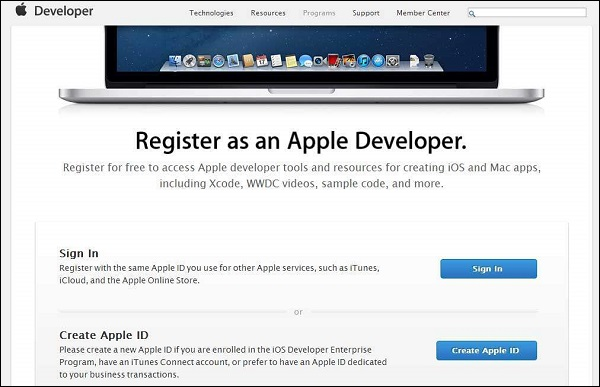 Developer
Technologies Resources Programs Support Member Center
Register as an Apple Developer.
Register for free to access Apple developer tools and resources for creating iOS and Mac apps,
including Xcode, WWDC videos, sample code, and more.
Sign In
Register with the same Apple ID you use for other Apple services, such as iTunes,
iCloud, and the Apple Online Store.
Sign In
or
Create Apple ID
Please create a new Apple ID if you are enrolled in the iOS Developer Enterprise
Program, have an iTunes Connect account, or prefer to have an Apple ID dedicated
to your business transactions.
Create Apple ID